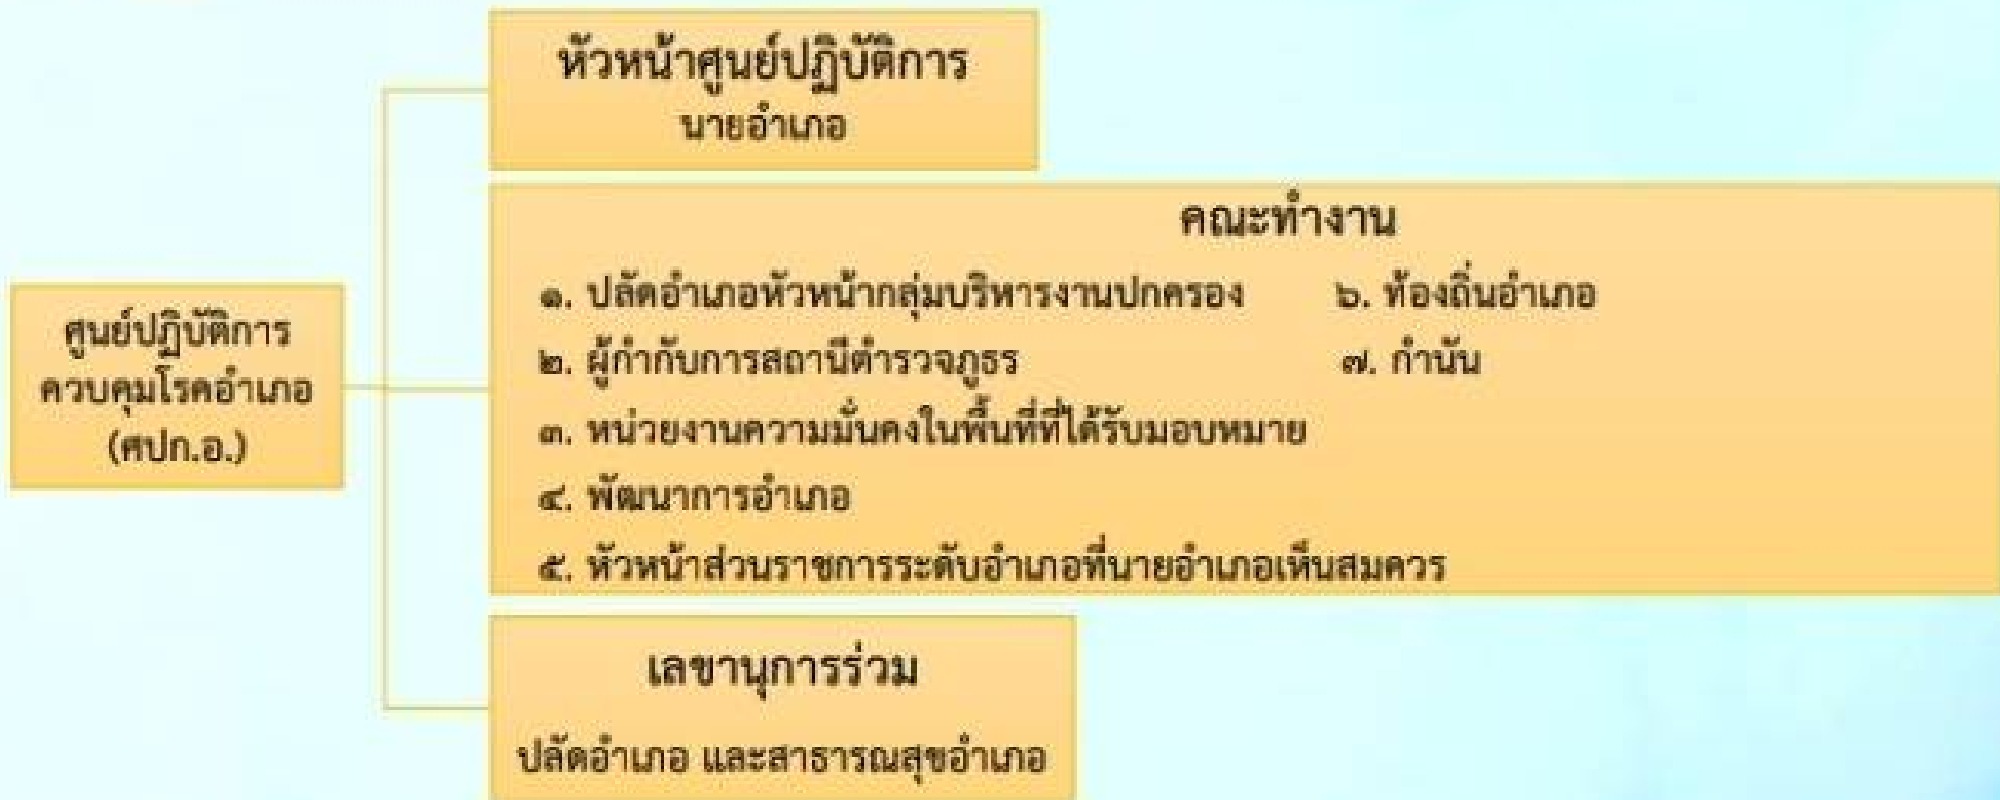 หัวหน้าศูนย์ปฏิบัติการ
นายอำเภอ
ศูนย์ปฏิบัติการ
ควบคุมโรคอำเภอ
(ศปก.อ.)
คณะทำงาน
๑. ปลัดอำเภอหัวหน้ากลุ่มบริหารงานปกครอง
๒. ผู้กำกับการสถานีตำรวจภูธร
๓. หน่วยงานความมั่นคงในพื้นที่ที่ได้รับมอบหมาย
๔. พัฒนาการอำเภอ
๕. หัวหน้าส่วนราชการระดับอำเภอที่นายอำเภอเห็นสมควร
๖. ท้องถิ่นอำเภอ
๗. กำนัน
เลขานุการร่วม
ปลัดอำเภอ และสาธารณสุขอำเภอ